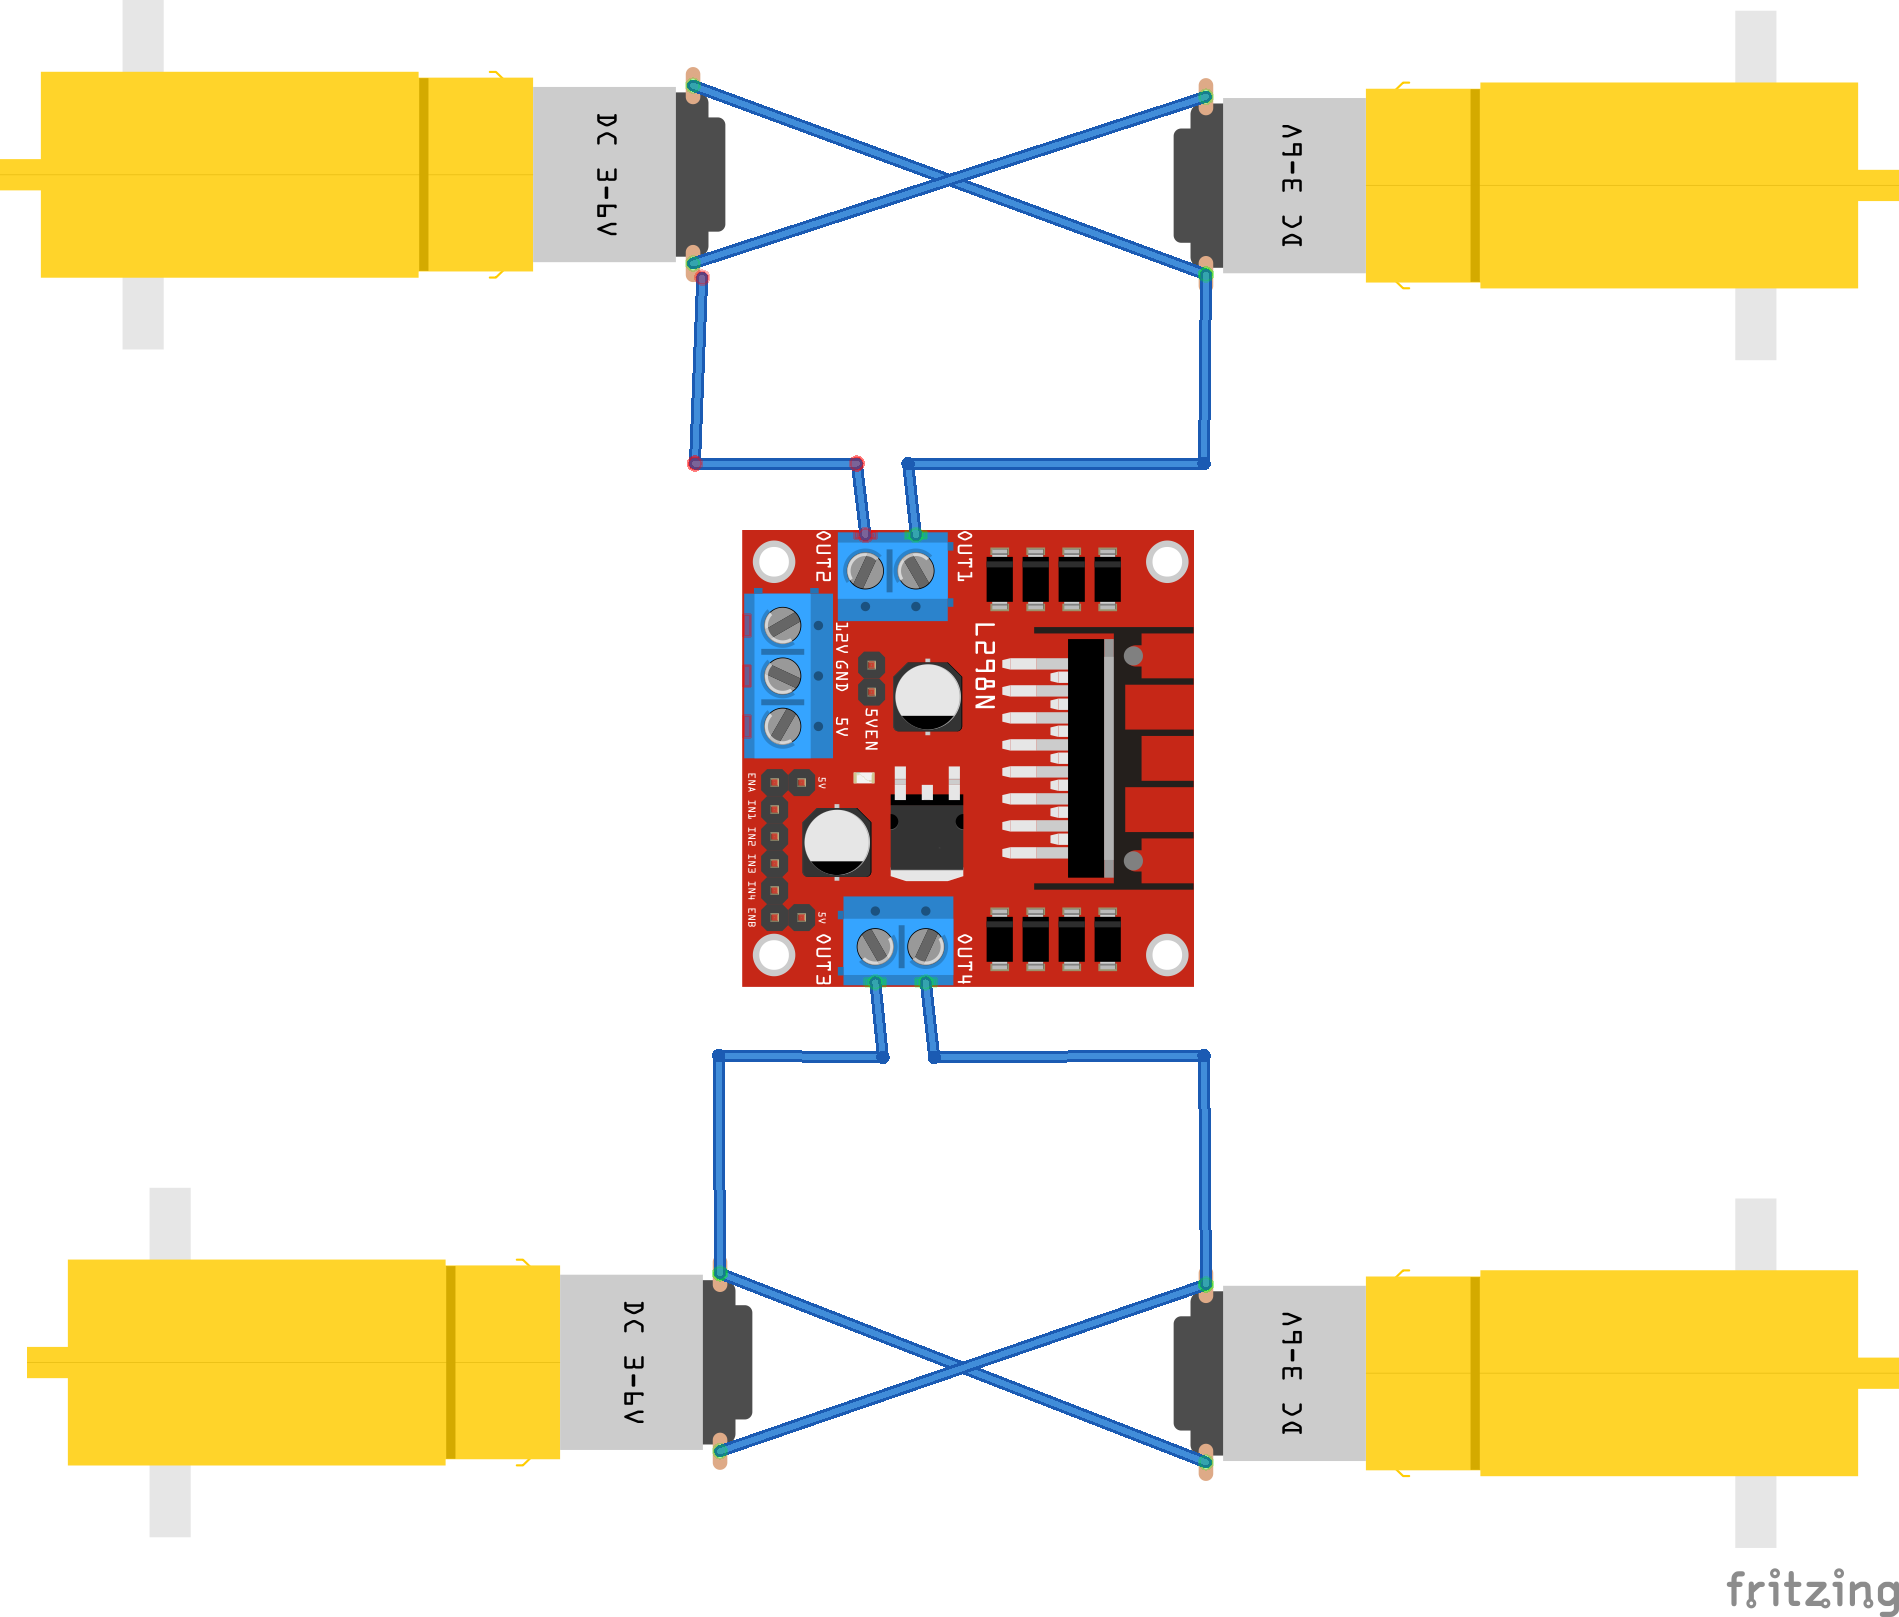 DC 3-6V
DC 3-6V
OUT2
OUT1
12V
GND
5V
5VEN
L298N
ENA
IN1
IN2
IN3
IN4
ENB
5V
5V
OUT3
OUT4
DC 3-6V
DC 3-6V
fritzing